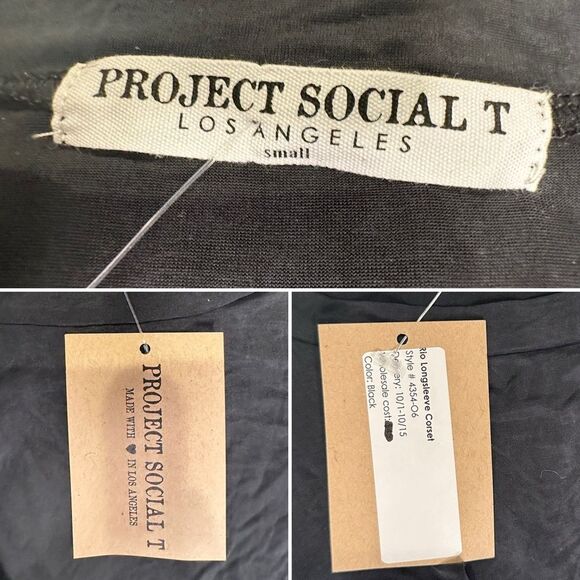 PROJECT SOCIAL T
LOS ANGELES
small
PROJECT SOCIAL T
MADE WITH ♥ IN LOS ANGELES
Rio Longsleeve Corset
Style # 4354-O6
10/1-10/15
cost:
Color: Black